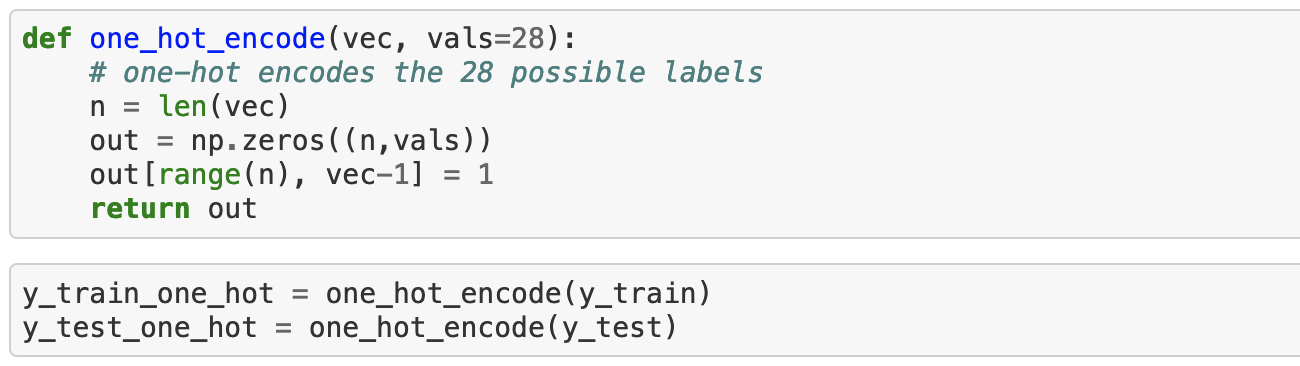 def one_hot_encode(vec, vals=28):
    # one-hot encodes the 28 possible labels
    n = len(vec)
    out = np.zeros((n,vals))
    out[range(n), vec-1] = 1
    return out
y_train_one_hot = one_hot_encode(y_train)
y_test_one_hot = one_hot_encode(y_test)